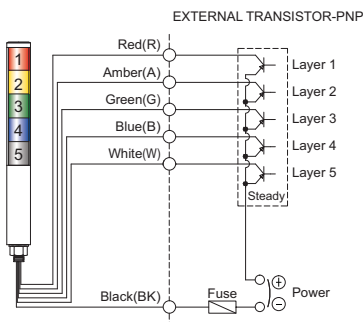 EXTERNAL TRANSISTOR-PNP
Red(R)
Layer 1
Amber(A)
Layer 2
Green(G)
Layer 3
Blue(B)
Layer 4
White(W)
Layer 5
1
2
3
4
5
Steady
Black(BK)
Fuse
+
Power
−